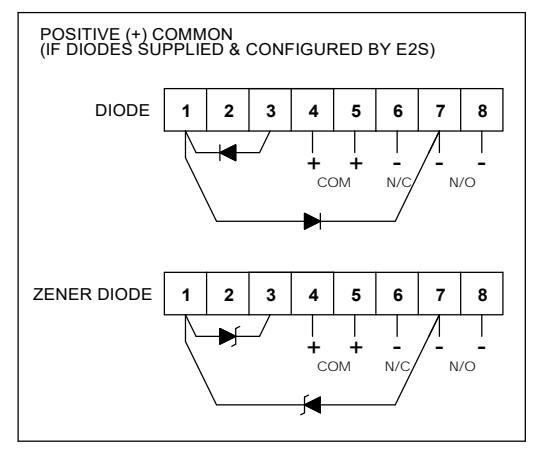 POSITIVE (+) COMMON
(IF DIODES SUPPLIED & CONFIGURED BY E2S)
DIODE 1 2 3 4 5 6 7 8
+ + - - -
COM N/C N/O
ZENER DIODE 1 2 3 4 5 6 7 8
+ + - - -
COM N/C N/O